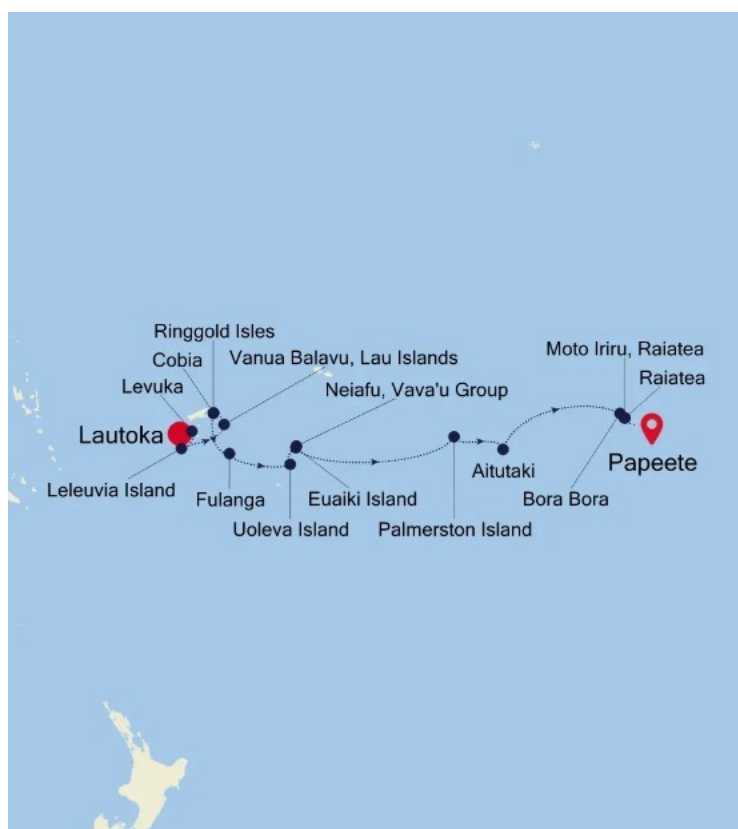 Ringgold Isles
Cobia
Vanua Balavu, Lau Islands
Levuka
Neiafu, Vava'u Group
Moto Iriru, Raiatea
Raiatea
Lautoka
Papeete
Leleuvia Island
Fulanga
Euaiki Island
Aitutaki
Bora Bora
Uoleva Island
Palmerston Island